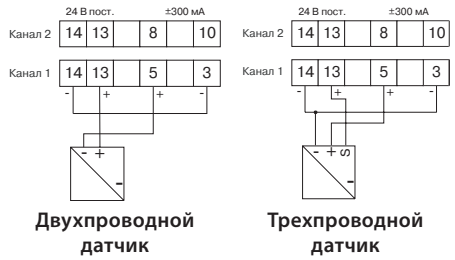 24 В пост. ±300 мА
Канал 2 14 13 8 10
Канал 1 14 13 5 3
- + + -
- +
Двухпроводной
датчик
24 В пост. ±300 мА
Канал 2 14 13 8 10
Канал 1 14 13 5 3
- + + -
- + S
Трехпроводной
датчик